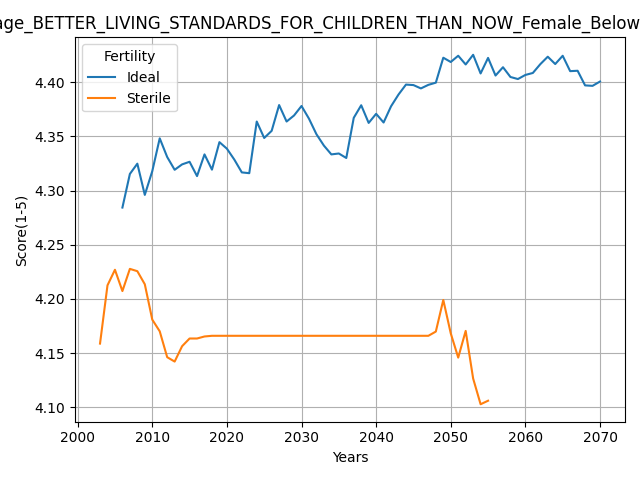 age_BETTER_LIVING_STANDARDS_FOR_CHILDREN_THAN_NOW_Female_Below
Fertility
Ideal
Sterile
Score(1-5)
4.40
4.35
4.30
4.25
4.20
4.15
4.10
2000 2010 2020 2030 2040 2050 2060 2070
Years